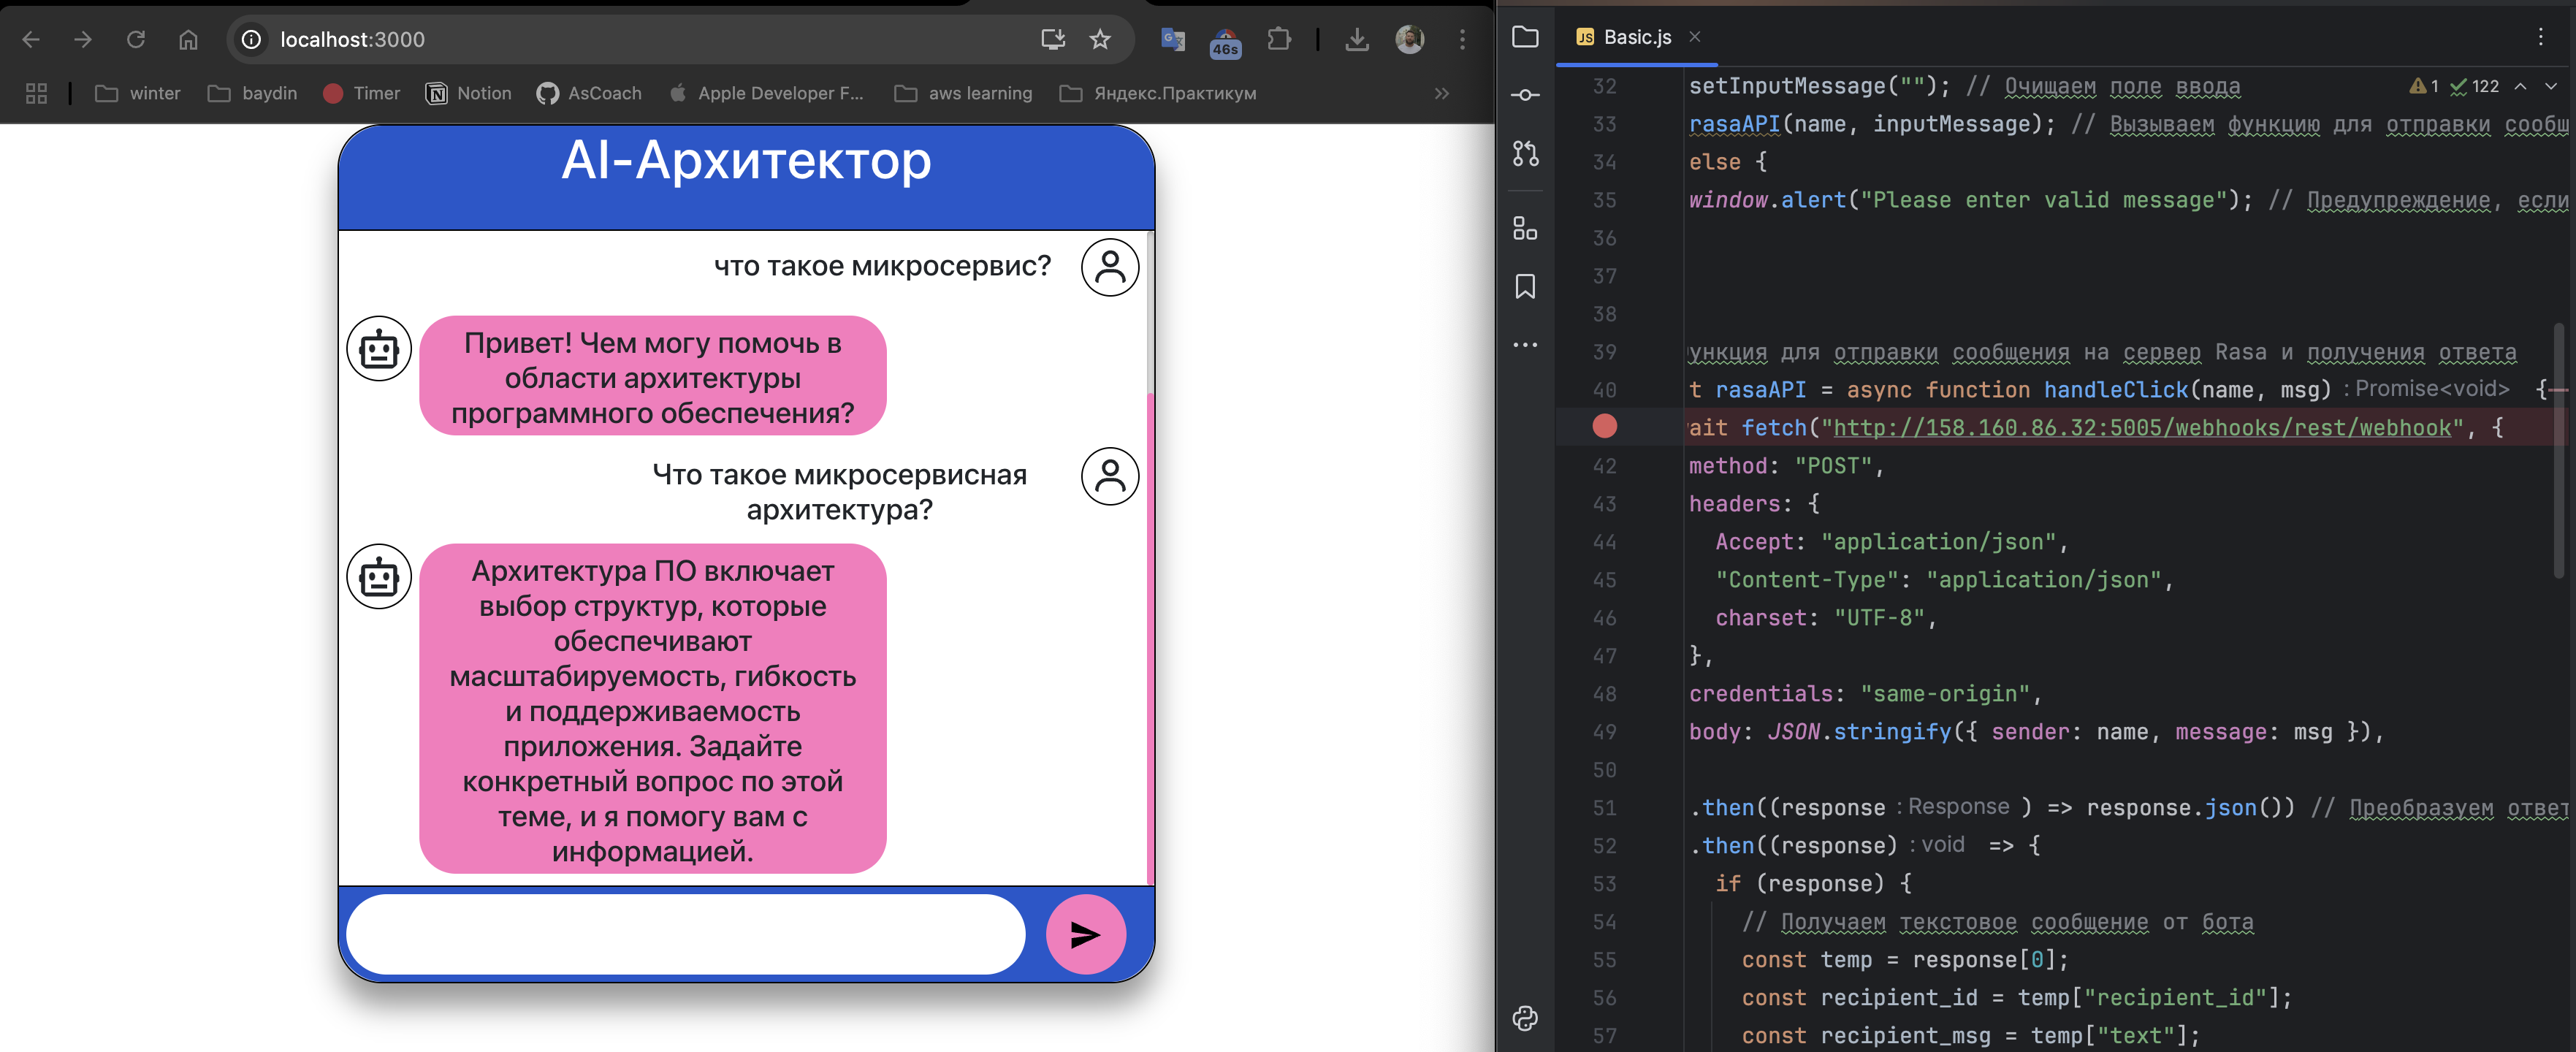 localhost:3000
46s
winter
baydin
Timer
Notion
AsCoach
Apple Developer F...
aws learning
Яндекс.Практикум
AI-Архитектор
что такое микросервис?
Привет! Чем могу помочь в
области архитектуры
программного обеспечения?
Что такое микросервисная
архитектура?
Архитектура ПО включает
выбор структур, которые
обеспечивают
масштабируемость, гибкость
и поддерживаемость
приложения. Задайте
конкретный вопрос по этой
теме, и я помогу вам с
информацией.
JS Basic.js
1 122
32 setInputMessage(""); // Очищаем поле ввода
33 rasaAPI(name, inputMessage); // Вызываем функцию для отправки сообщ
34 else {
35 window.alert("Please enter valid message"); // Предупреждение, если
36
37
38
39 ункция для отправки сообщения на сервер Rasa и получения ответа
40 t rasaAPI = async function handleClick(name, msg) : Promise<void> {
ait fetch("http://158.160.86.32:5005/webhooks/rest/webhook", {
42 method: "POST",
43 headers: {
44 Accept: "application/json",
45 "Content-Type": "application/json",
46 charset: "UTF-8",
47 },
48 credentials: "same-origin",
49 body: JSON.stringify({ sender: name, message: msg }),
50
51 .then((response : Response ) => response.json()) // Преобразуем ответ
52 .then((response) : void => {
53 if (response) {
54 // Получаем текстовое сообщение от бота
55 const temp = response[0];
56 const recipient_id = temp["recipient_id"];
57 const recipient_msg = temp["text"];